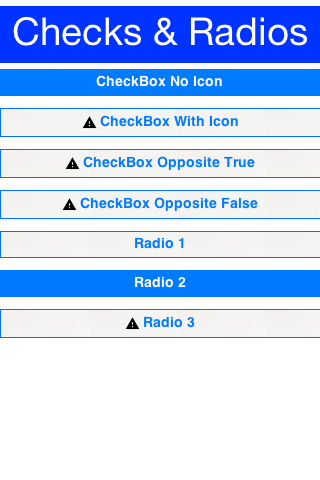 Checks & Radios
CheckBox No Icon
CheckBox With Icon
CheckBox Opposite True
CheckBox Opposite False
Radio 1
Radio 2
Radio 3